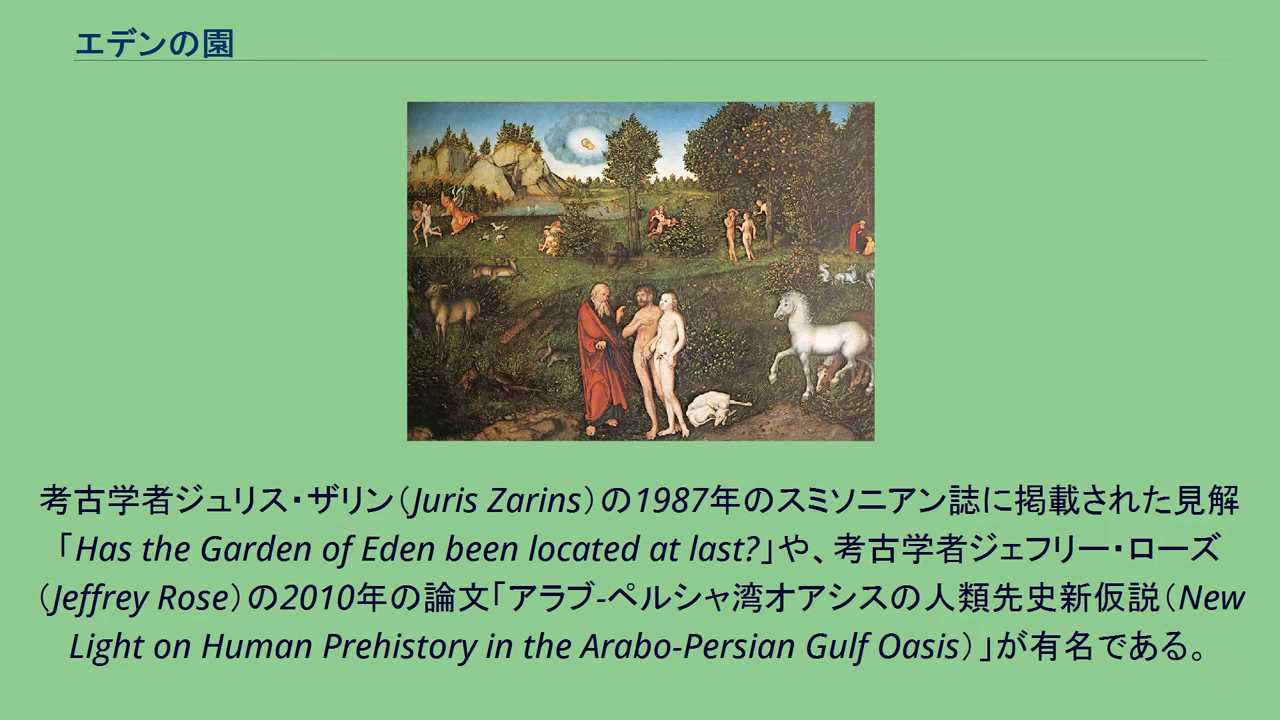 エデンの園
考古学者ジュリス・ザリン（Juris Zarins）の1987年のスミソニアン誌に掲載された見解
「Has the Garden of Eden been located at last?」や、考古学者ジェフリー・ローズ
（Jeffrey Rose）の2010年の論文「アラブ-ペルシャ湾オアシスの人類先史新仮説（New
Light on Human Prehistory in the Arabo-Persian Gulf Oasis）」が有名である。